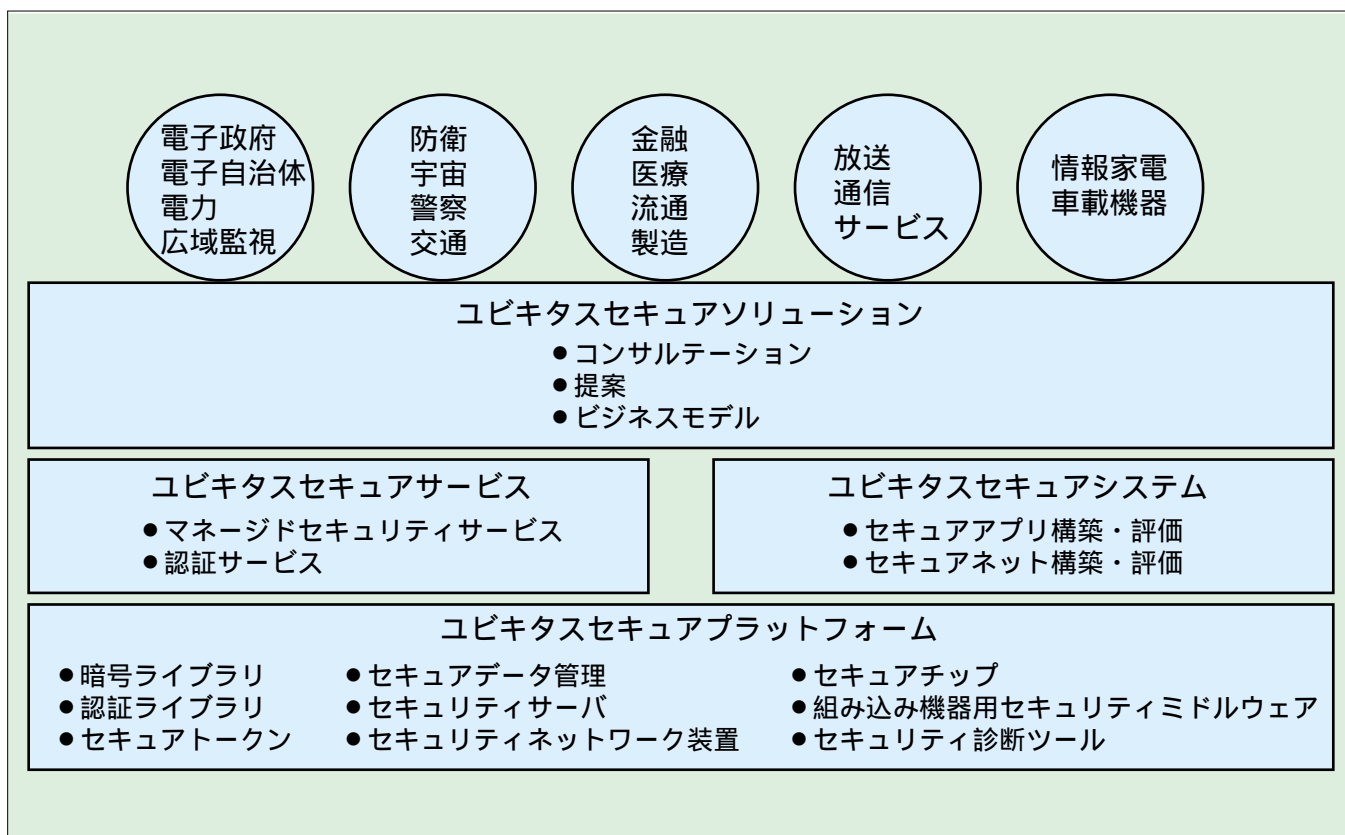 電子政府
電子自治体
電力
広域監視
防衛
宇宙
警察
交通
金融
医療
流通
製造
放送
通信
サービス
情報家電
車載機器
ユビキタスセキュアソリューション
●コンサルテーション
●提案
●ビジネスモデル
ユビキタスセキュアサービス
●マネージドセキュリティサービス
●認証サービス
ユビキタスセキュアシステム
●セキュアアプリ構築・評価
●セキュアネット構築・評価
ユビキタスセキュアプラットフォーム
●暗号ライブラリ
●認証ライブラリ
●セキュアトークン
●セキュアデータ管理
●セキュリティサーバ
●セキュリティネットワーク装置
●セキュアチップ
●組み込み機器用セキュリティミドルウェア
●セキュリティ診断ツール